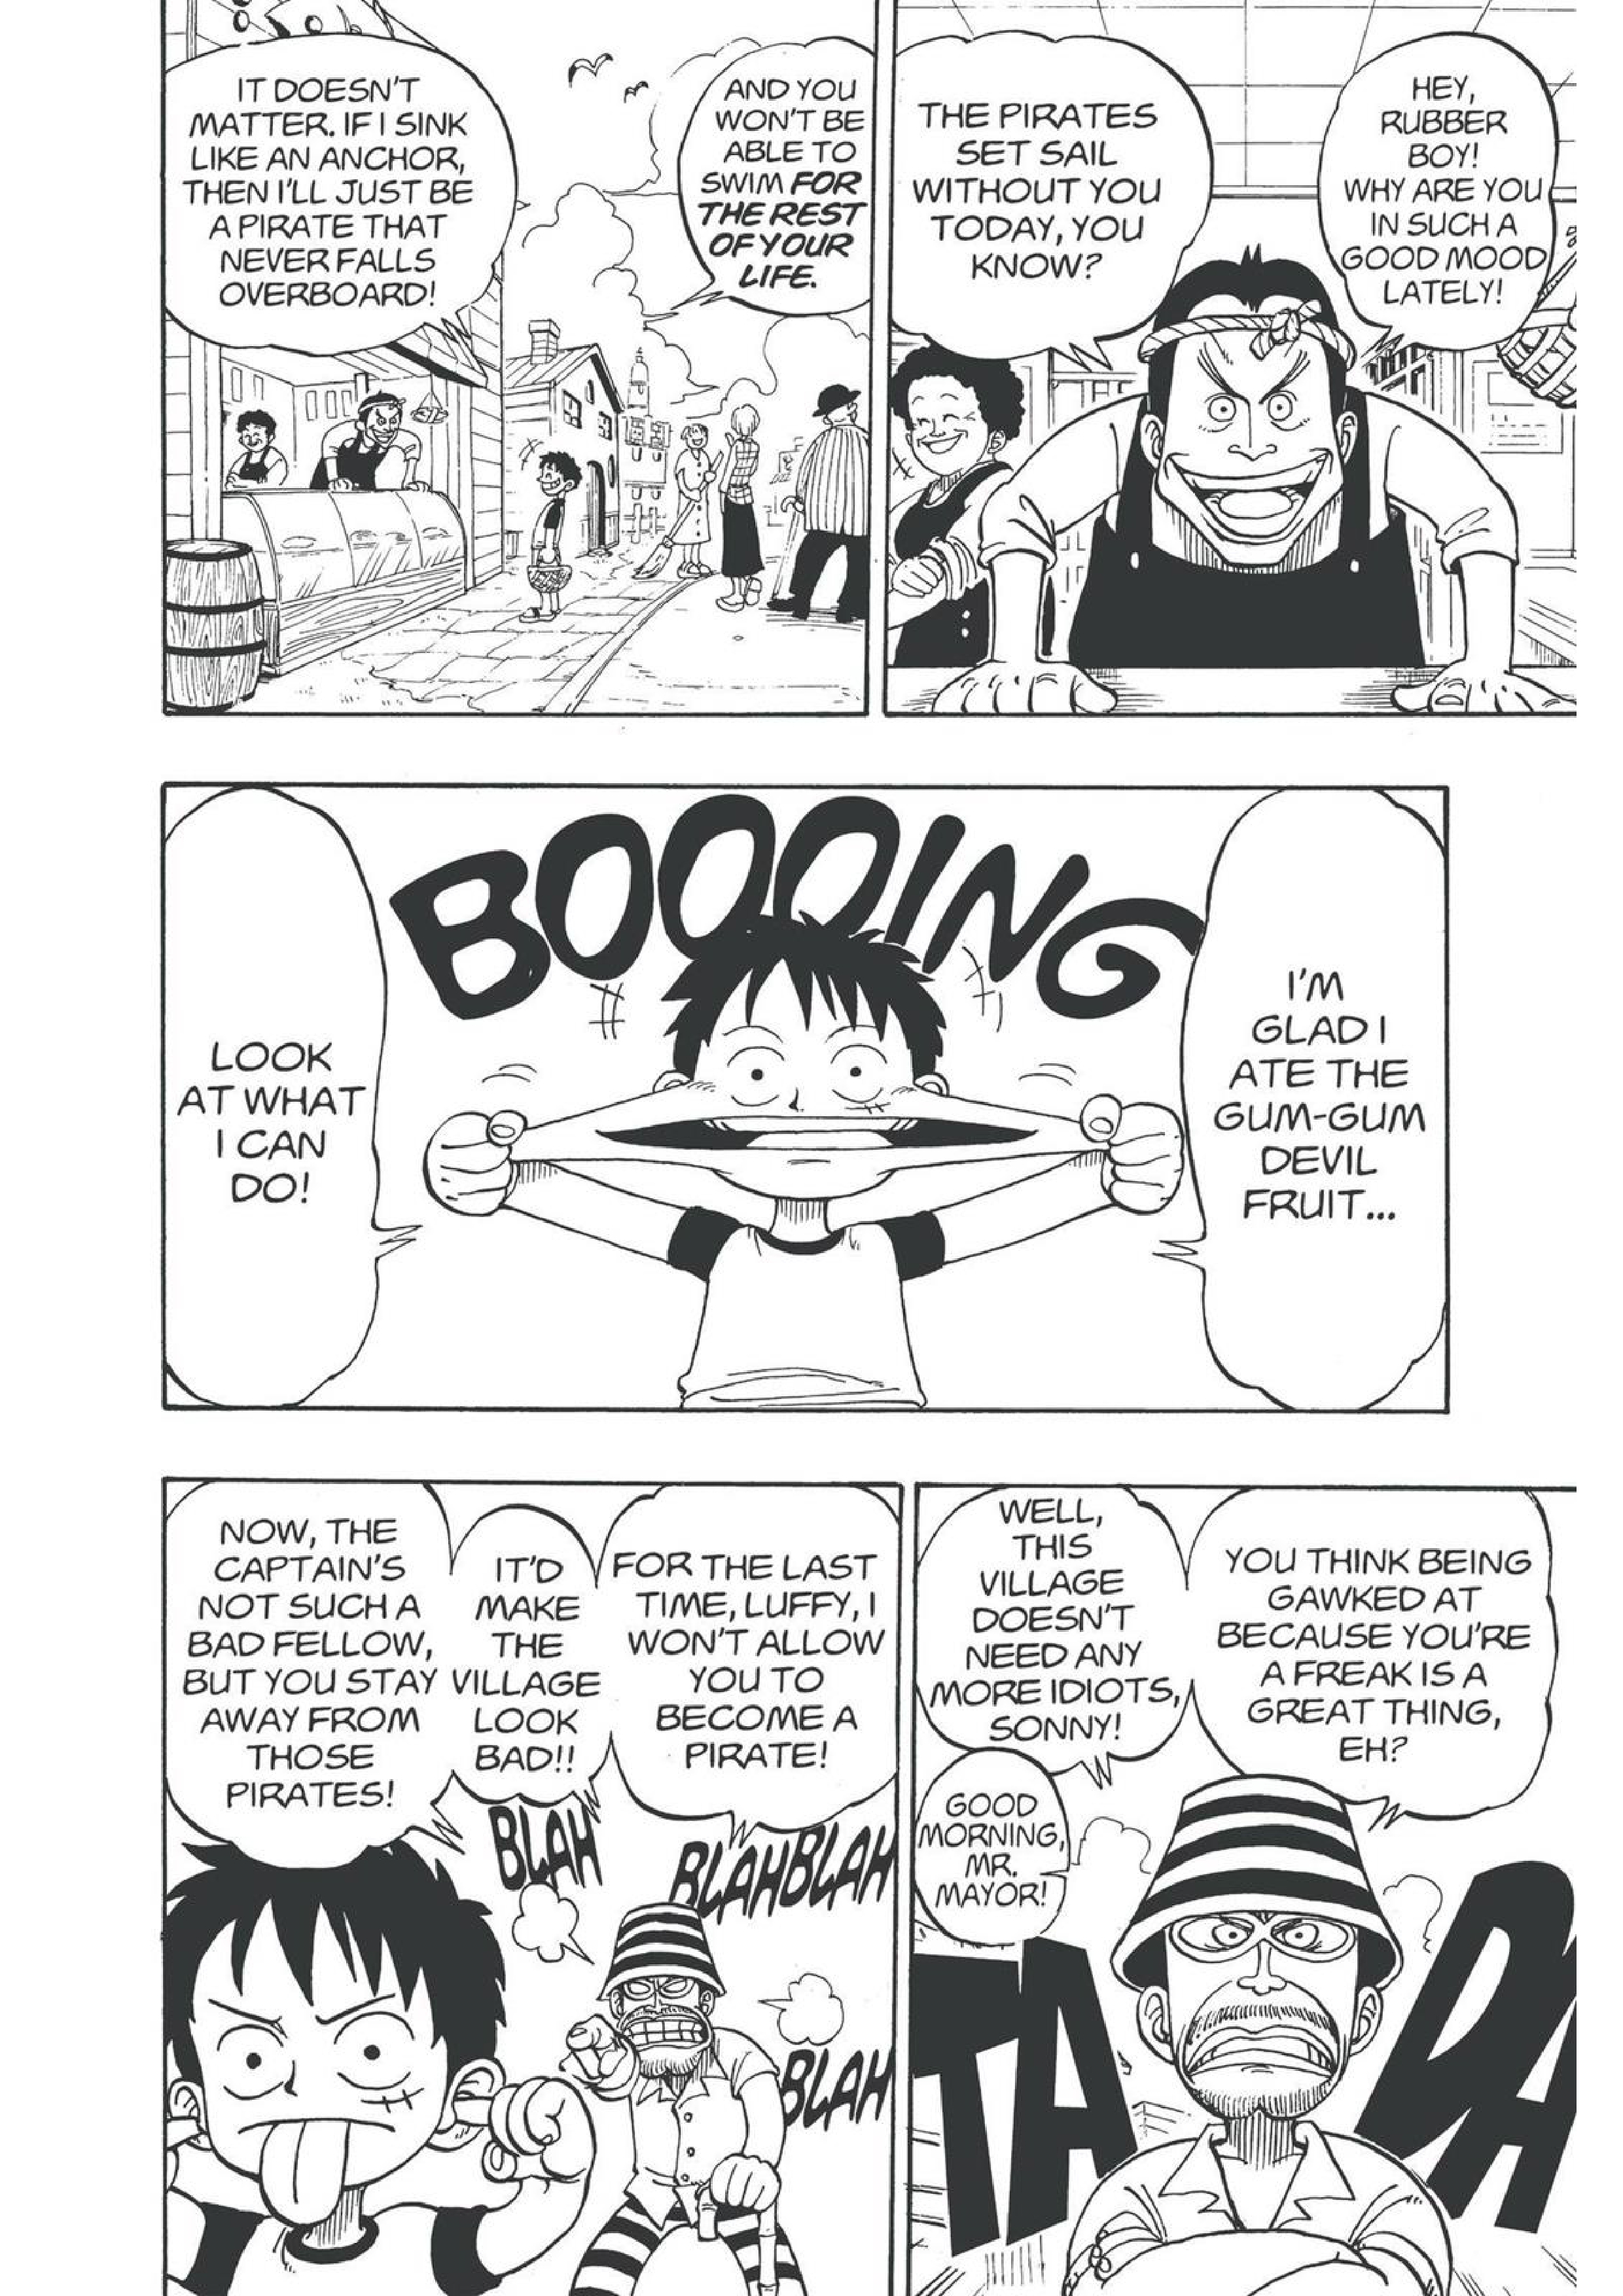 HEY,
RUBBER
BOY!
WHY ARE YOU
IN SUCH A
GOOD MOOD
LATELY!
THE PIRATES
SET SAIL
WITHOUT YOU
TODAY, YOU
KNOW?
AND YOU
WON'T BE
ABLE TO
SWIM FOR
THE REST
OF YOUR
LIFE.
IT DOESN'T
MATTER. IF I SINK
LIKE AN ANCHOR,
THEN I'LL JUST BE
A PIRATE THAT
NEVER FALLS
OVERBOARD!
I'M
GLAD I
ATE THE
GUM-GUM
DEVIL
FRUIT...
BOOOING
LOOK
AT WHAT
I CAN
DO!
YOU THINK BEING
GAWKED AT
BECAUSE YOU'RE
A FREAK IS A
GREAT THING,
EH?
WELL,
THIS
VILLAGE
DOESN'T
NEED ANY
MORE IDIOTS,
SONNY!
GOOD
MORNING,
MR.
MAYOR!
TA DA
FOR THE LAST
TIME, LUFFY, I
WON'T ALLOW
YOU TO
BECOME A
PIRATE!
IT'D
MAKE
THE
VILLAGE
LOOK
BAD!!
NOW, THE
CAPTAIN'S
NOT SUCH A
BAD FELLOW,
BUT YOU STAY
AWAY FROM
THOSE
PIRATES!
BLAH
BLAHBLAH
BLAH